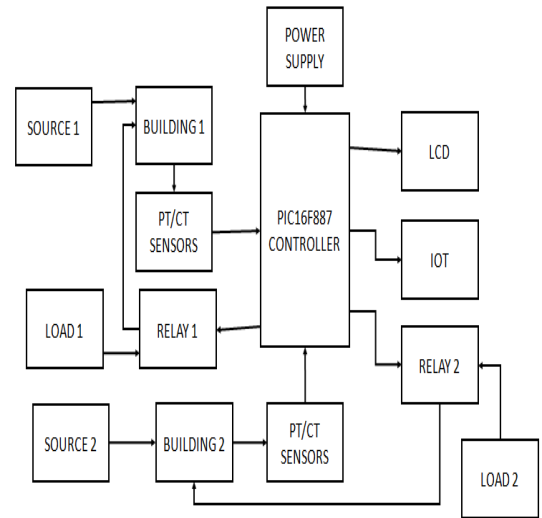 POWER
SUPPLY
SOURCE 1
BUILDING 1
LCD
PT/CT
SENSORS
PIC16F887
CONTROLLER
IOT
LOAD 1
RELAY 1
RELAY 2
SOURCE 2
BUILDING 2
PT/CT
SENSORS
LOAD 2